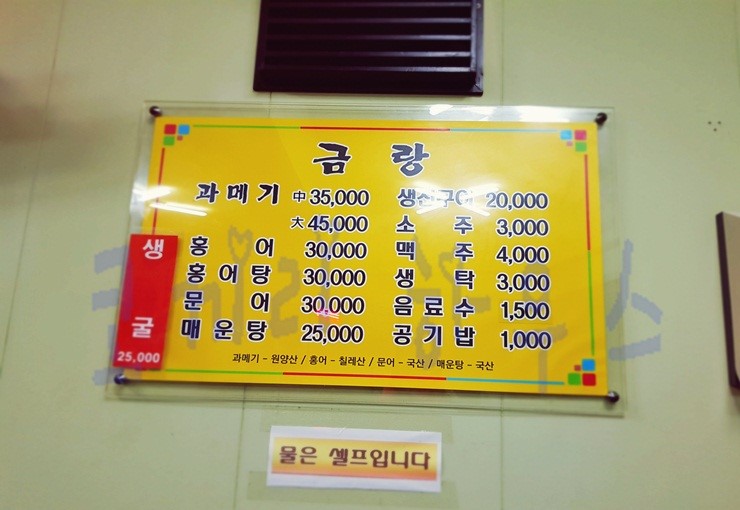 금 랑
과메기 中 35,000 생선구이 20,000
大 45,000 소 주 3,000
홍 어 30,000 맥 주 4,000
홍어탕 30,000 생 탁 3,000
문 어 30,000 음료수 1,500
매운탕 25,000 공기밥 1,000
생굴
25,000
과메기 - 원양산 / 홍어 - 칠레산 / 문어 - 국산 / 매운탕 - 국산
물은 셀프입니다